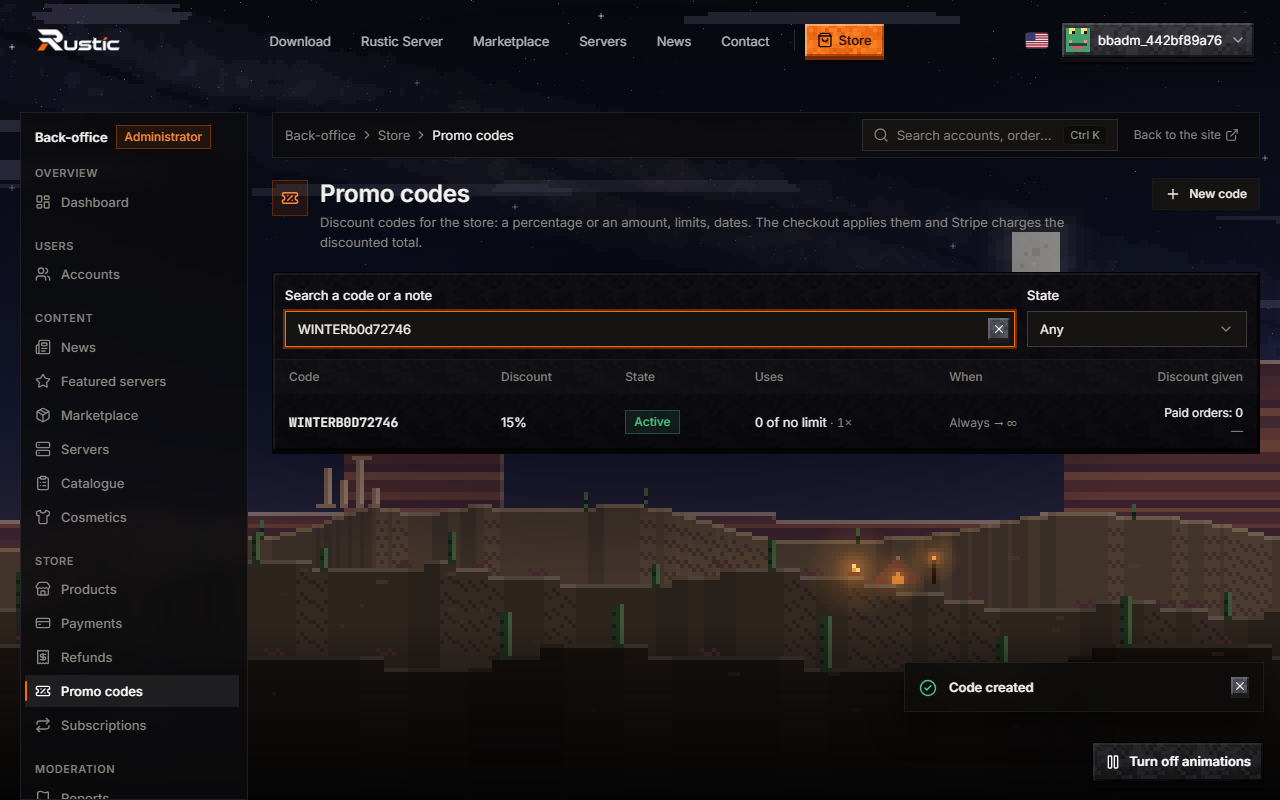 Rustic
Download
Rustic Server
Marketplace
Servers
News
Contact
Store
bbadm_442bf89a76
Back-office
Administrator
OVERVIEW
Dashboard
USERS
Accounts
CONTENT
News
Featured servers
Marketplace
Servers
Catalogue
Cosmetics
STORE
Products
Payments
Refunds
Promo codes
Subscriptions
MODERATION
Reports
Back-office > Store > Promo codes
Search accounts, order...
Ctrl K
Back to the site
Promo codes
Discount codes for the store: a percentage or an amount, limits, dates. The checkout applies them and Stripe charges the
discounted total.
New code
Search a code or a note
WINTERb0d72746
State
Any
Code Discount State Uses When Discount given
WINTERB0D72746 15% Active 0 of no limit · 1× Always → ∞ Paid orders: 0
—
Code created
Turn off animations